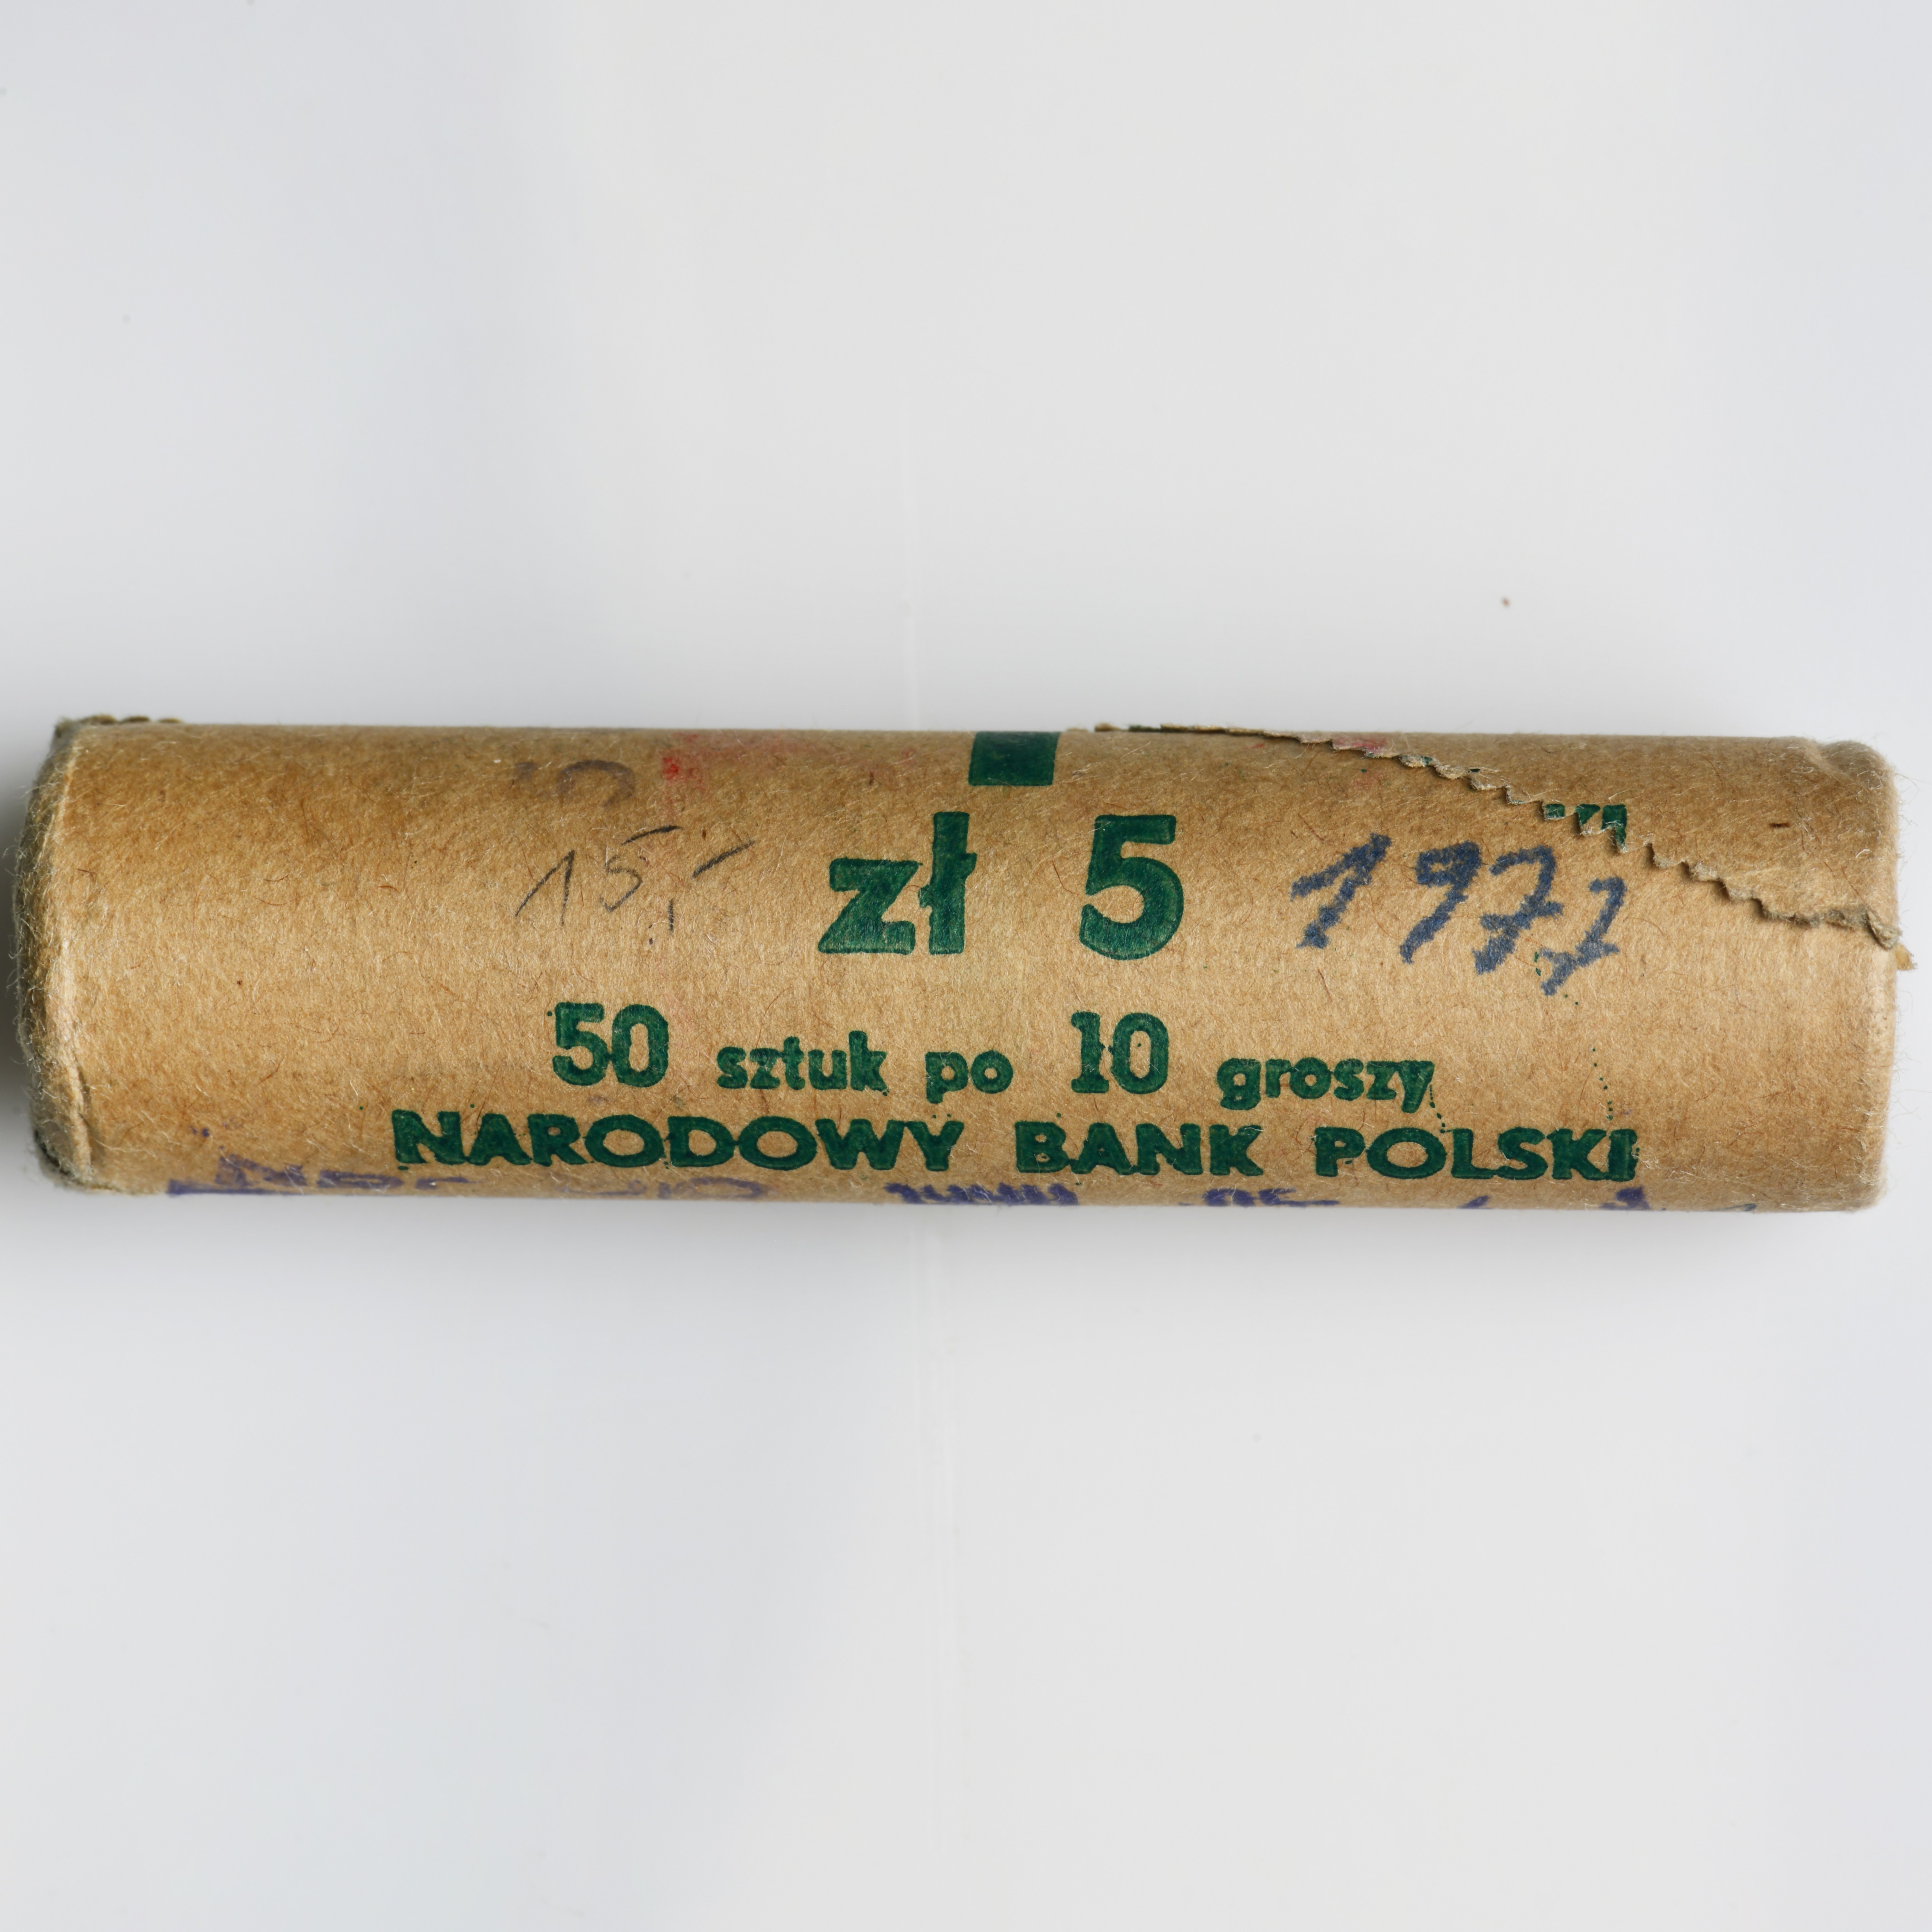 15,-
zł 5 1977
50 sztuk po 10 groszy
NARODOWY BANK POLSKI